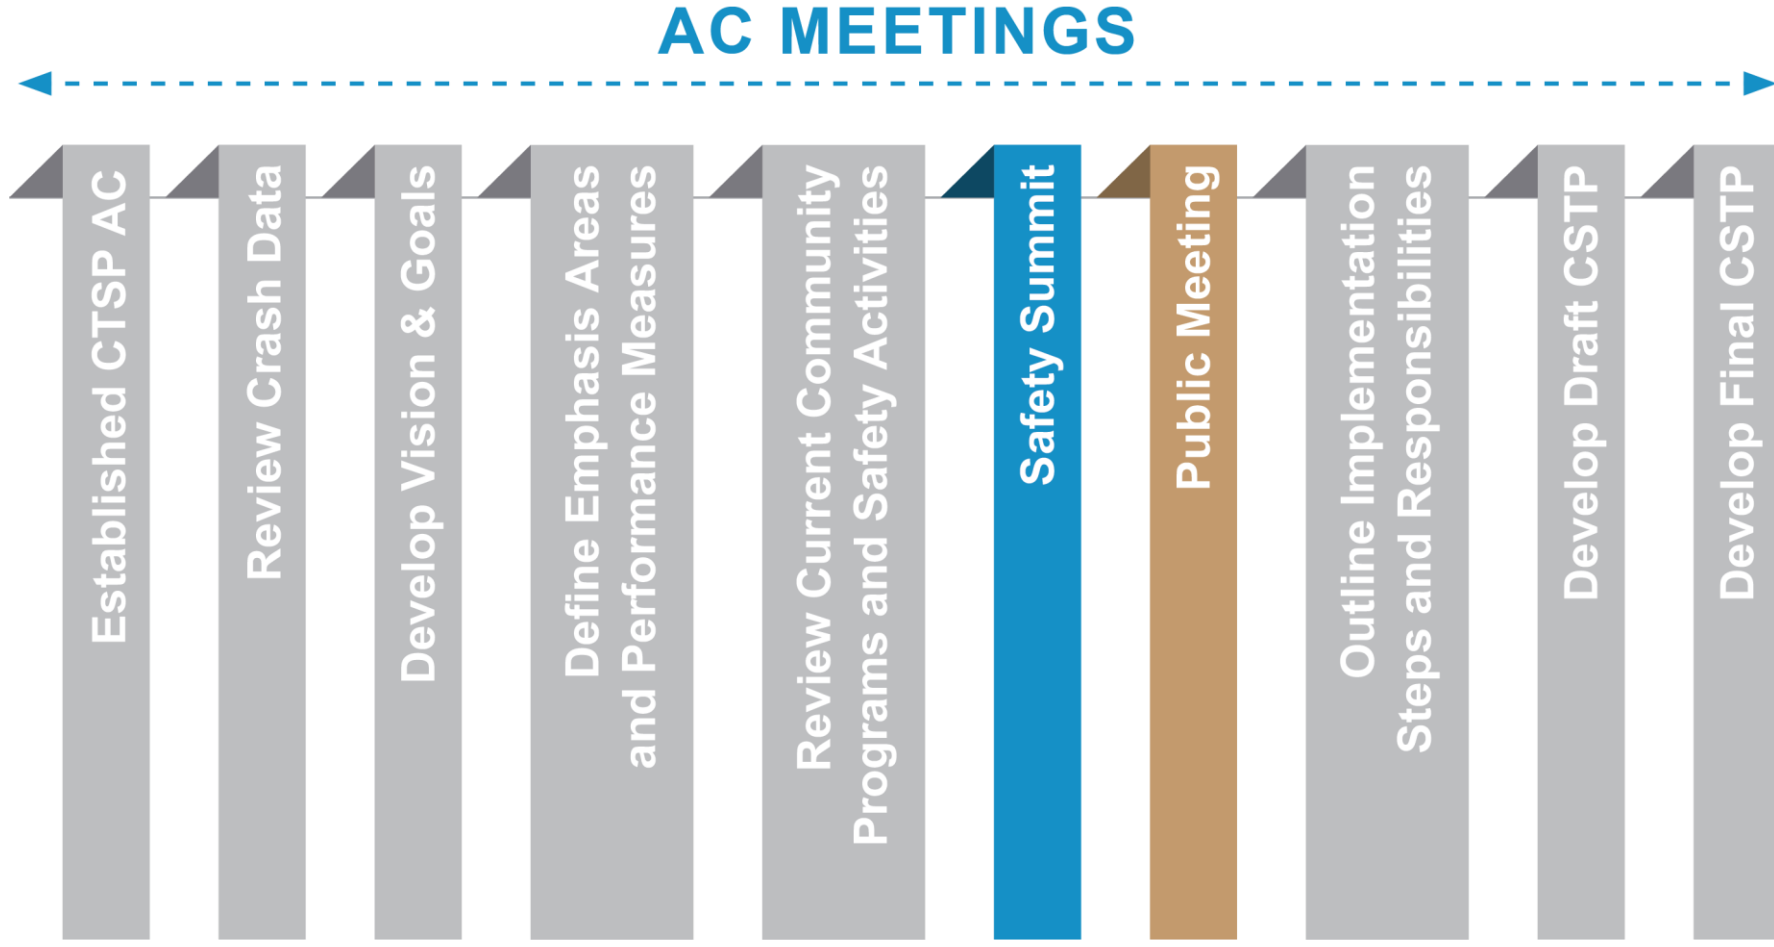 AC MEETINGS
Established CTSP AC
Review Crash Data
Develop Vision & Goals
Define Emphasis Areas
and Performance Measures
Review Current Community
Programs and Safety Activities
Safety Summit
Public Meeting
Outline Implementation
Steps and Responsibilities
Develop Draft CSTP
Develop Final CSTP